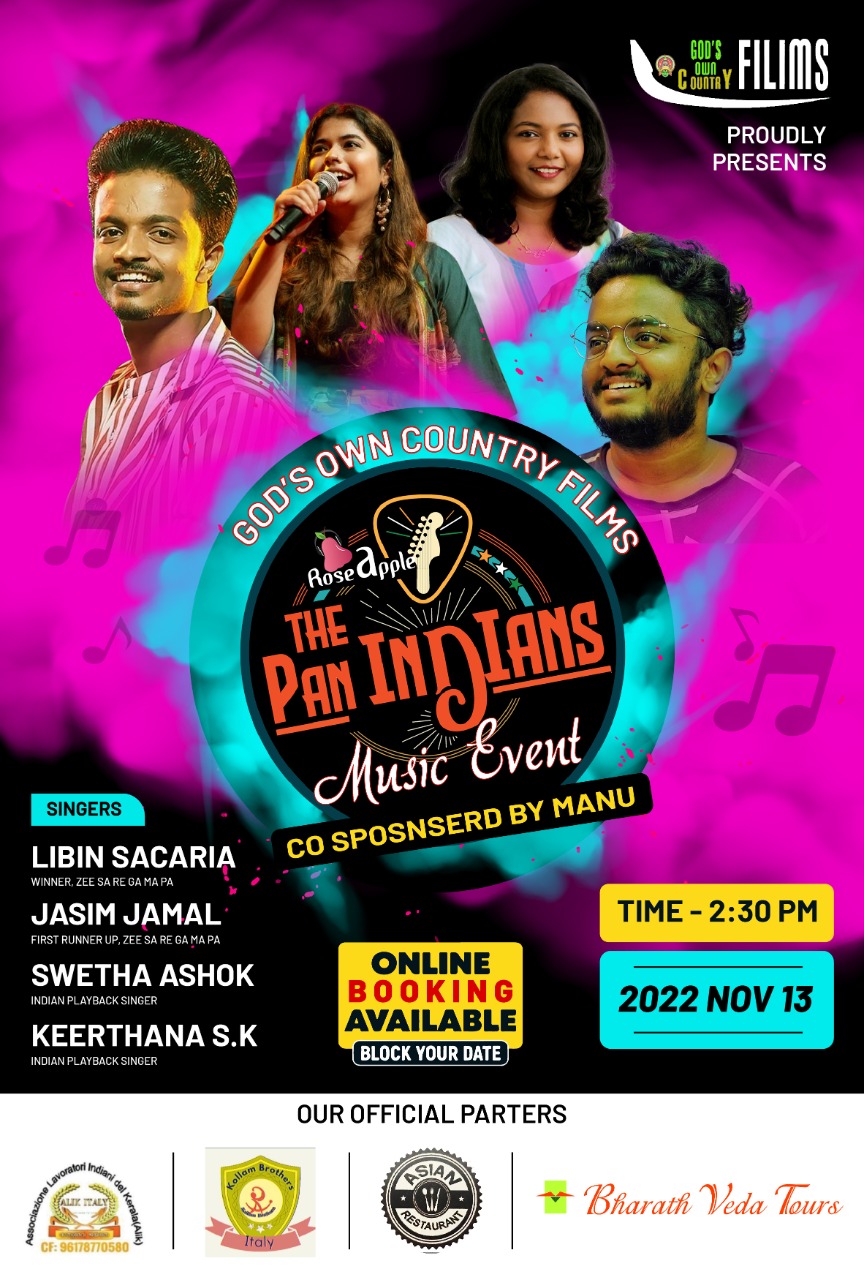 GOD'S
OWN
COUNTRY FILIMS
PROUDLY
PRESENTS
GOD'S OWN COUNTRY FILMS
Rose apple
THE
PAN INDIANS
Music Event
CO SPOSNSERD BY MANU
SINGERS
LIBIN SACARIA
WINNER, ZEE SA RE GA MA PA
JASIM JAMAL
FIRST RUNNER UP, ZEE SA RE GA MA PA
SWETHA ASHOK
INDIAN PLAYBACK SINGER
KEERTHANA S.K
INDIAN PLAYBACK SINGER
ONLINE
BOOKING
AVAILABLE
BLOCK YOUR DATE
TIME - 2:30 PM
2022 NOV 13
OUR OFFICIAL PARTERS
Associazione Lavoratori Indiani del Kerala(Alik)
ALIK ITALY
CF: 96178770580
Kollam Brothers
Italy
ASIAN
RESTAURANT
Bharath Veda Tours